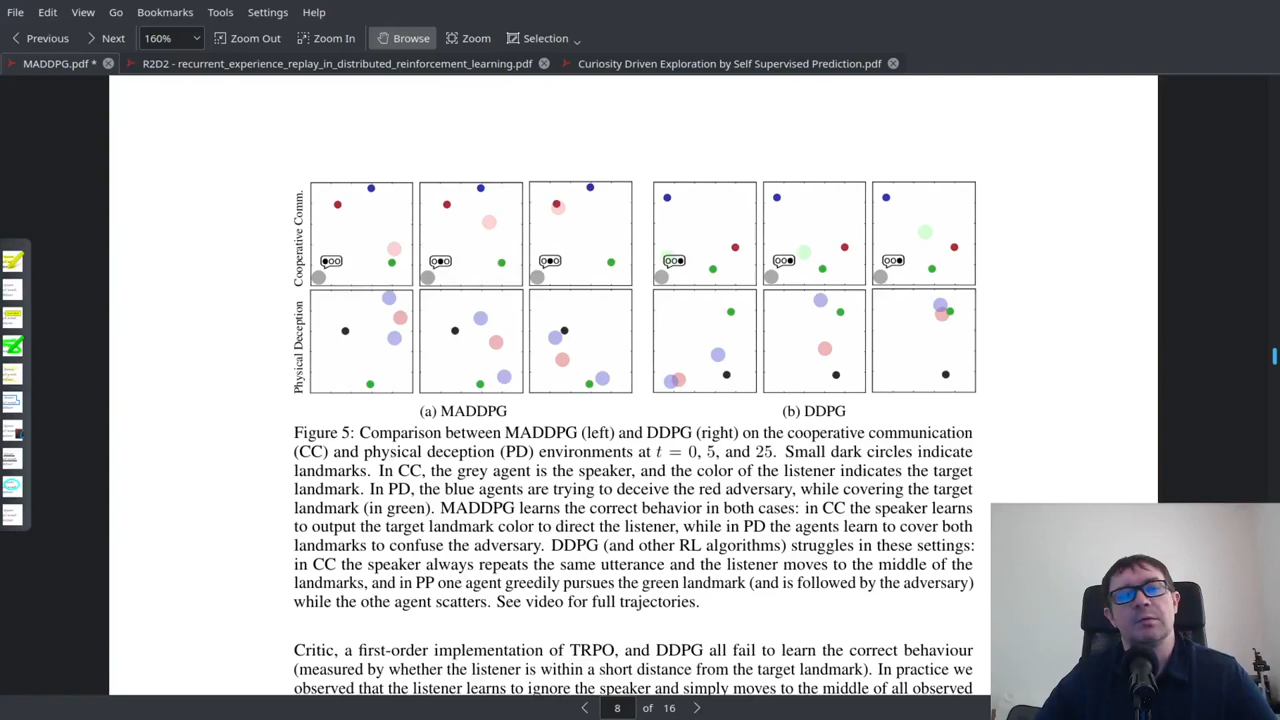 File Edit View Go Bookmarks Tools Settings Help
Previous Next 160% Zoom Out Zoom In Browse Zoom Selection
MADDPG.pdf * R2D2 - recurrent_experience_replay_in_distributed_reinforcement_learning.pdf Curiosity Driven Exploration by Self Supervised Prediction.pdf
Cooperative Comm.
Physical Deception
(a) MADDPG (b) DDPG
Figure 5: Comparison between MADDPG (left) and DDPG (right) on the cooperative communication
(CC) and physical deception (PD) environments at t = 0, 5, and 25. Small dark circles indicate
landmarks. In CC, the grey agent is the speaker, and the color of the listener indicates the target
landmark. In PD, the blue agents are trying to deceive the red adversary, while covering the target
landmark (in green). MADDPG learns the correct behavior in both cases: in CC the speaker learns
to output the target landmark color to direct the listener, while in PD the agents learn to cover both
landmarks to confuse the adversary. DDPG (and other RL algorithms) struggles in these settings:
in CC the speaker always repeats the same utterance and the listener moves to the middle of the
landmarks, and in PP one agent greedily pursues the green landmark (and is followed by the adversary)
while the othe agent scatters. See video for full trajectories.
Critic, a first-order implementation of TRPO, and DDPG all fail to learn the correct behaviour
(measured by whether the listener is within a short distance from the target landmark). In practice we
observed that the listener learns to ignore the speaker and simply moves to the middle of all observed
8 of 16